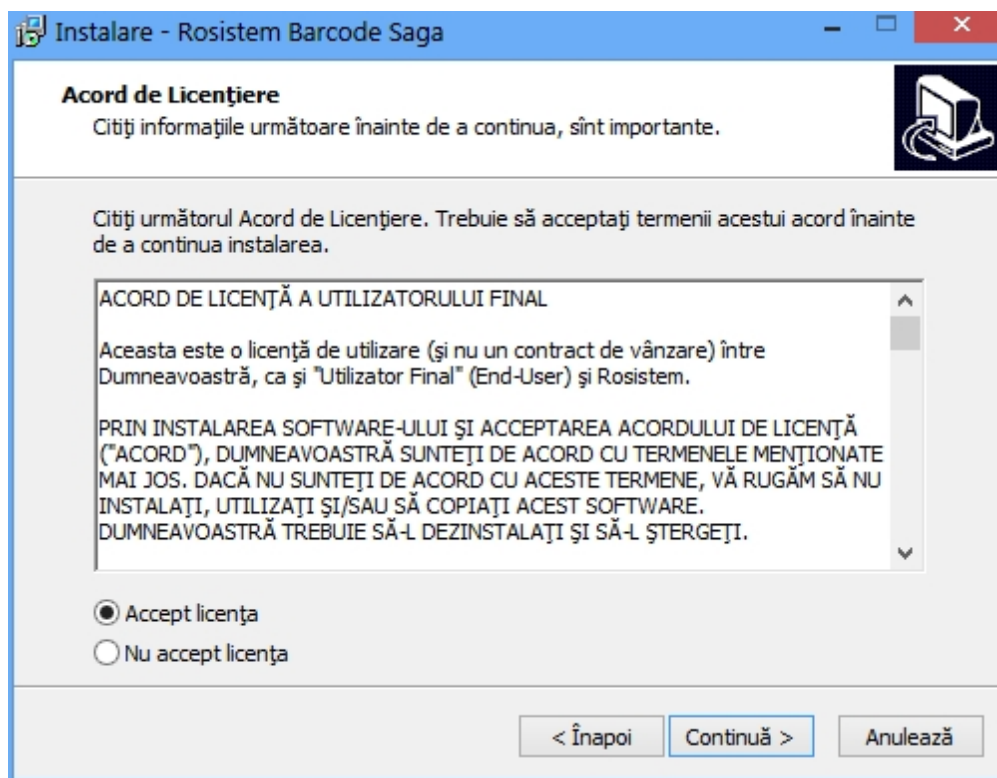 Instalare - Rosistem Barcode Saga
Acord de Licenţiere
Citiţi informaţiile următoare înainte de a continua, sînt importante.
Citiţi următorul Acord de Licenţiere. Trebuie să acceptaţi termenii acestui acord înainte
de a continua instalarea.
ACORD DE LICENŢĂ A UTILIZATORULUI FINAL
Aceasta este o licenţă de utilizare (şi nu un contract de vânzare) între
Dumneavoastră, ca şi "Utilizator Final" (End-User) şi Rosistem.
PRIN INSTALAREA SOFTWARE-ULUI ŞI ACCEPTAREA ACORDULUI DE LICENŢĂ
("ACORD"), DUMNEAVOASTRĂ SUNTEŢI DE ACORD CU TERMENELE MENŢIONATE
MAI JOS. DACĂ NU SUNTEŢI DE ACORD CU ACESTE TERMENE, VĂ RUGĂM SĂ NU
INSTALAŢI, UTILIZAŢI ŞI/SAU SĂ COPIAŢI ACEST SOFTWARE.
DUMNEAVOASTRĂ TREBUIE SĂ-L DEZINSTALAŢI ŞI SĂ-L ŞTERGEŢI.
Accept licenţa
Nu accept licenţa
< Înapoi
Continuă >
Anulează